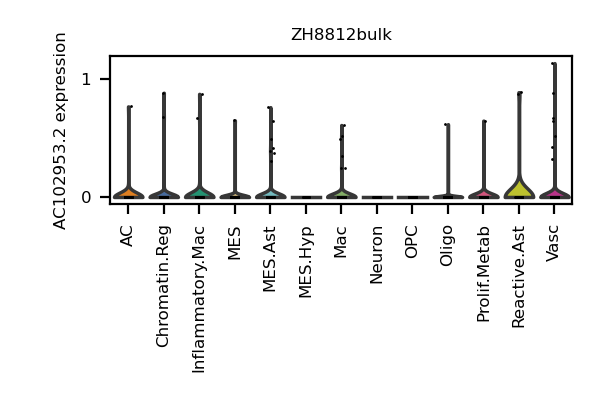 ZH8812bulk
AC102953.2 expression
1
0
AC
Chromatin.Reg
Inflammatory.Mac
MES
MES.Ast
MES.Hyp
Mac
Neuron
OPC
Oligo
Prolif.Metab
Reactive.Ast
Vasc